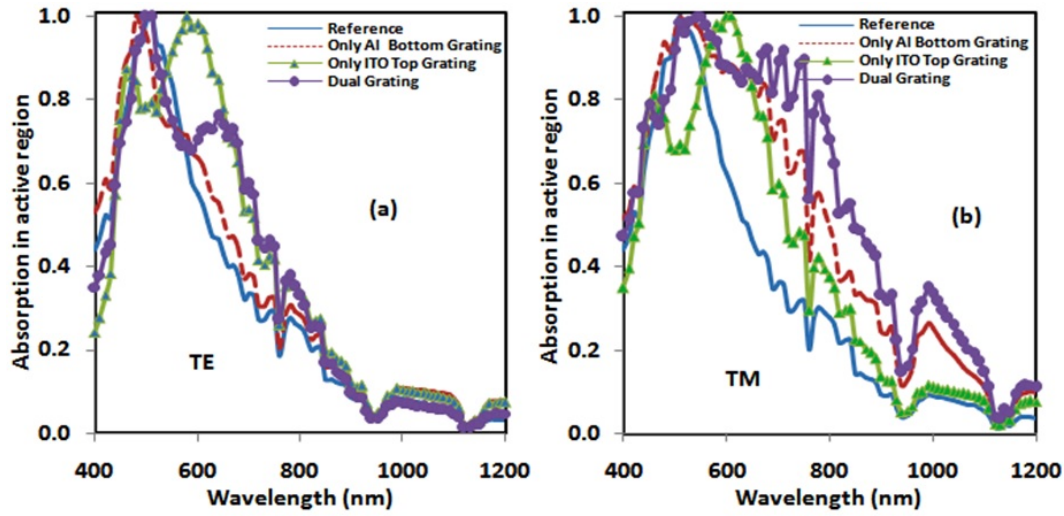 Absorption in active region
1.0
0.8
0.6
0.4
0.2
0.0
Reference
Only Al Bottom Grating
Only ITO Top Grating
Dual Grating
(a)
TE
400 600 800 1000 1200
Wavelength (nm)
Absorption in active region
1.0
0.8
0.6
0.4
0.2
0.0
Reference
Only Al Bottom Grating
Only ITO Top Grating
Dual Grating
(b)
TM
400 600 800 1000 1200
Wavelength (nm)